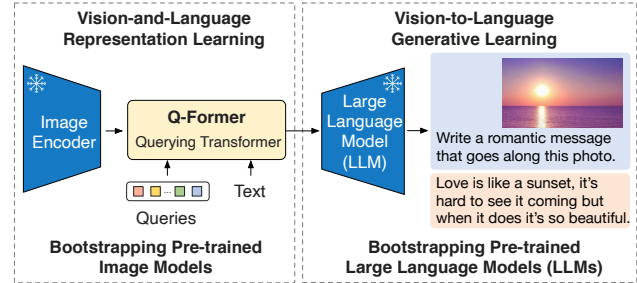 Vision-and-Language
Representation Learning
Vision-to-Language
Generative Learning
Image
Encoder
Q-Former
Querying Transformer
Queries
...
Text
Large
Language
Model
(LLM)
Write a romantic message
that goes along this photo.
Love is like a sunset, it's
hard to see it coming but
when it does it's so beautiful.
Bootstrapping Pre-trained
Image Models
Bootstrapping Pre-trained
Large Language Models (LLMs)